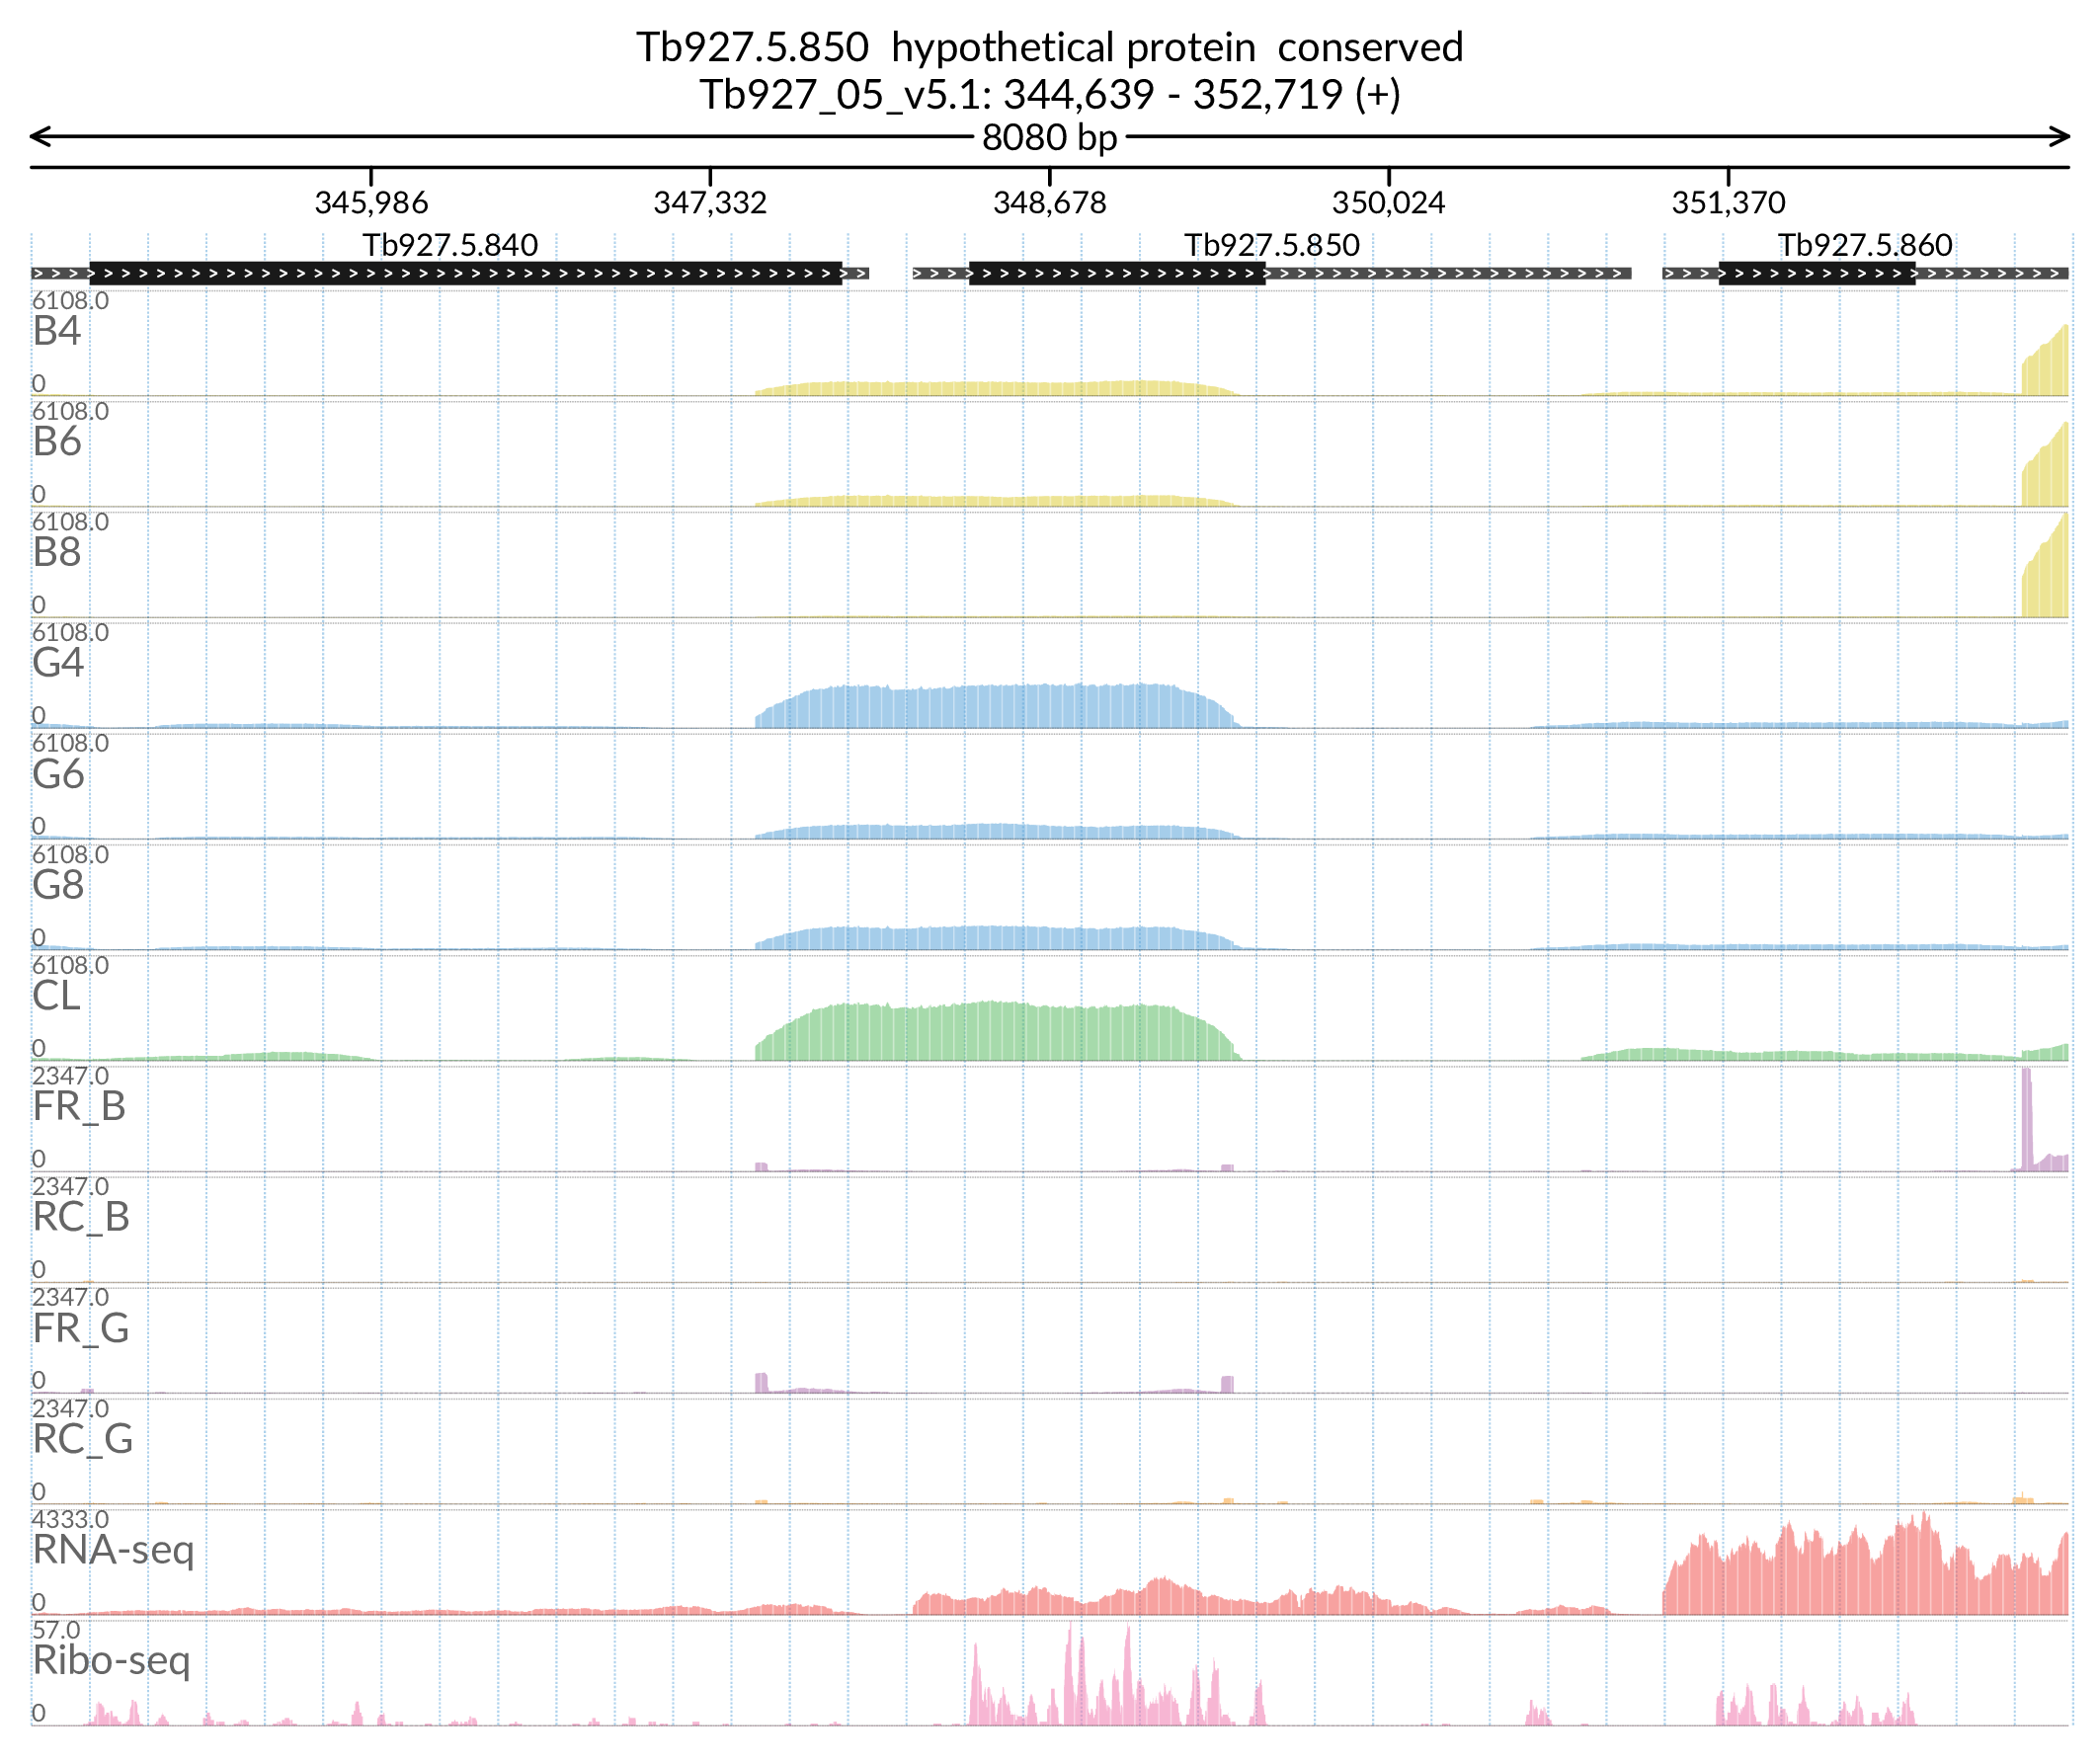 Tb927.5.850  hypothetical protein  conserved
Tb927_05_v5.1: 344,639 - 352,719 (+)
8080 bp
345,986 347,332 348,678 350,024 351,370
Tb927.5.840 Tb927.5.850 Tb927.5.860
6108.0
B4
0
6108.0
B6
0
6108.0
B8
0
6108.0
G4
0
6108.0
G6
0
6108.0
G8
0
6108.0
CL
0
2347.0
FR_B
0
2347.0
RC_B
0
2347.0
FR_G
0
2347.0
RC_G
0
4333.0
RNA-seq
0
57.0
Ribo-seq
0